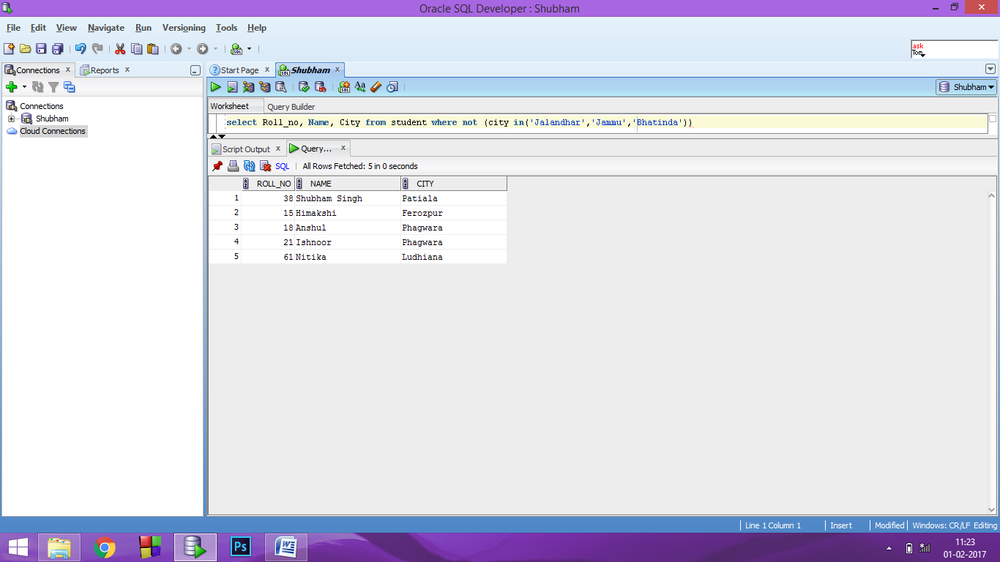 Oracle SQL Developer : Shubham
File Edit View Navigate Run Versioning Tools Help
ask
Tom
Connections x Reports x
Start Page x Shubham x
Shubham
Connections
Shubham
Cloud Connections
Worksheet Query Builder
select Roll_no, Name, City from student where not (city in('Jalandhar','Jammu','Bhatinda'))
Script Output x Query... x
SQL | All Rows Fetched: 5 in 0 seconds
ROLL_NO NAME CITY
1 38 Shubham Singh Patiala
2 15 Himakshi Ferozpur
3 18 Anshul Phagwara
4 21 Ishnoor Phagwara
5 61 Nitika Ludhiana
Line 1 Column 1 | Insert | Modified | Windows: CR/LF Editing
Ps
11:23
01-02-2017